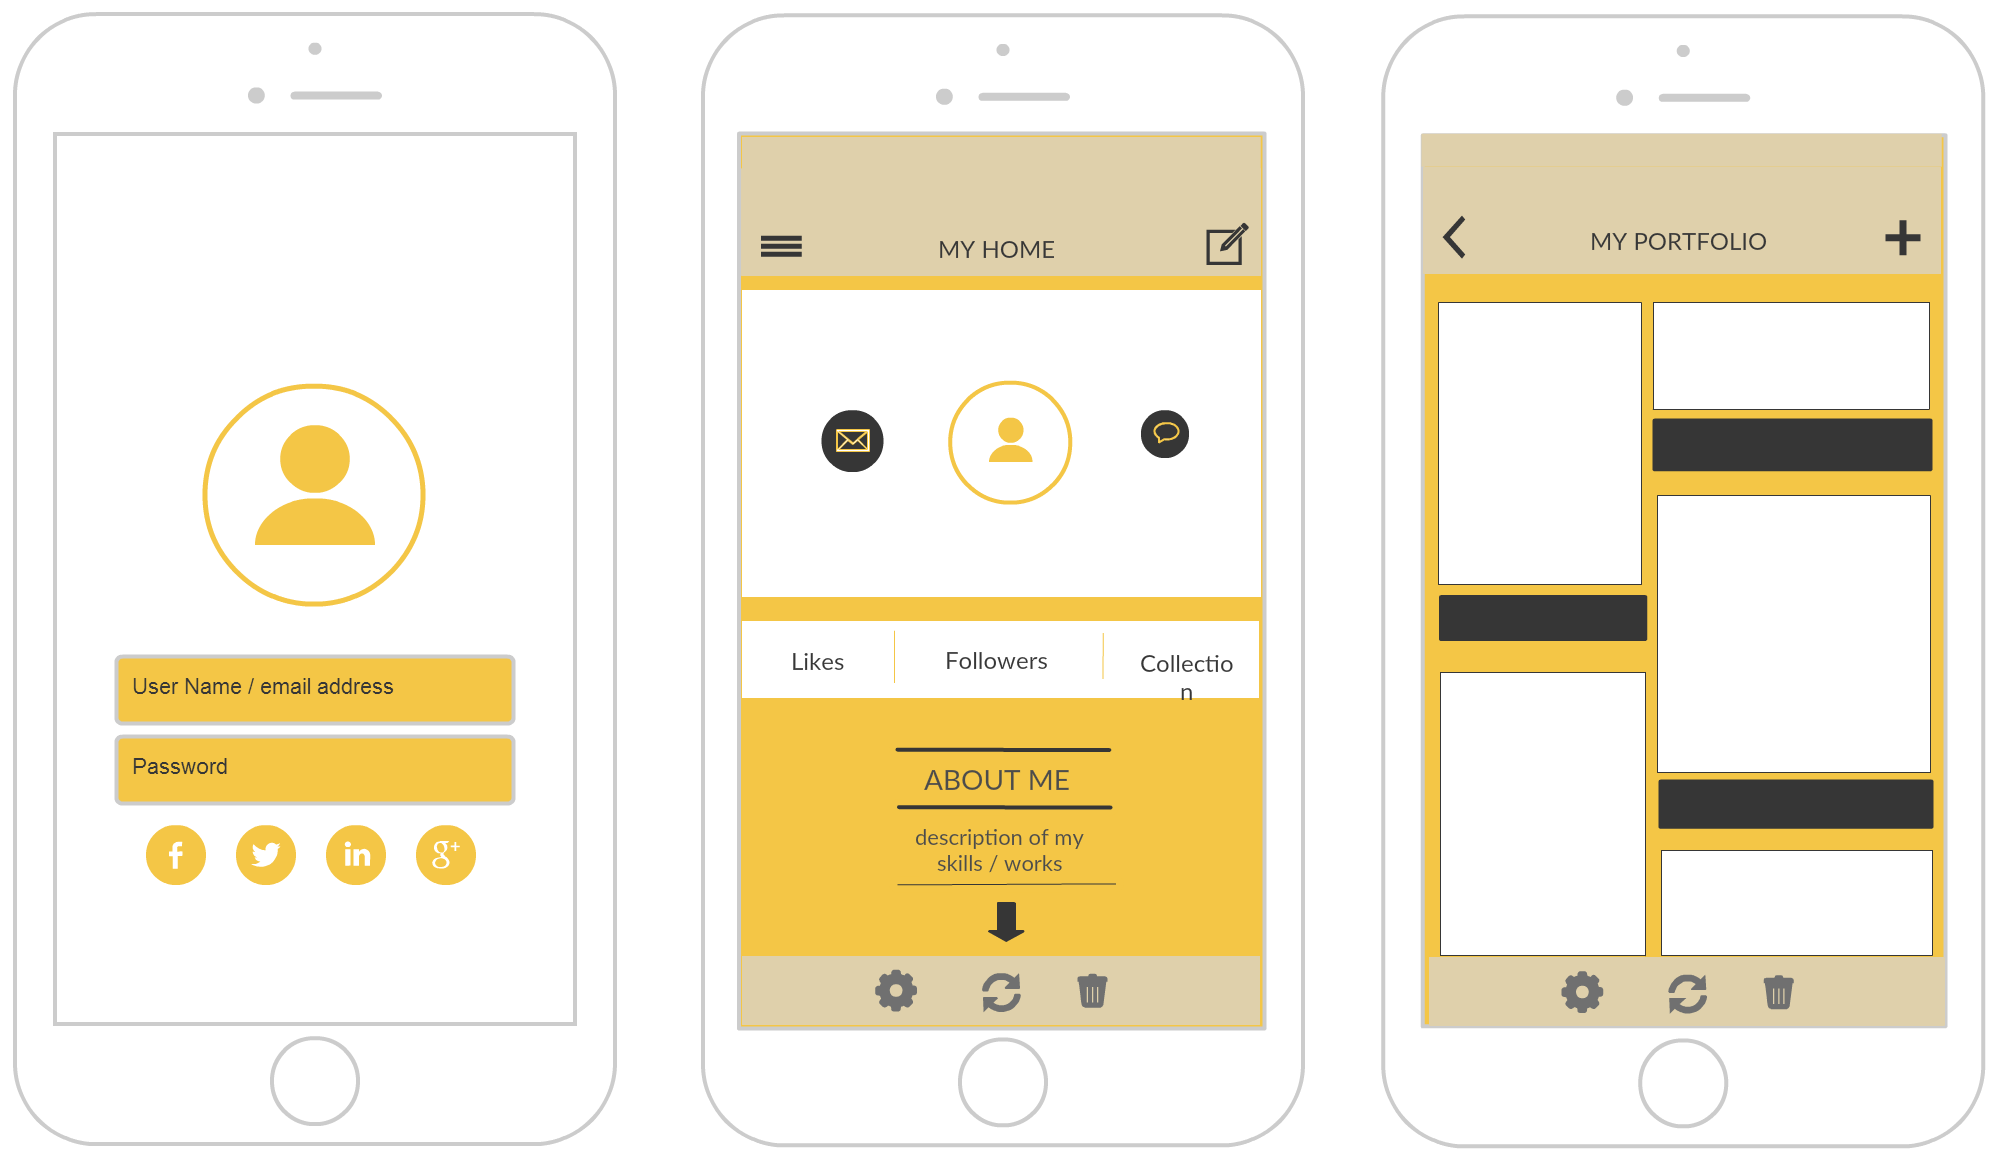 User Name / email address
Password
f
in
g+
MY HOME
Likes
Followers
Collectio
n
ABOUT ME
description of my
skills / works
MY PORTFOLIO